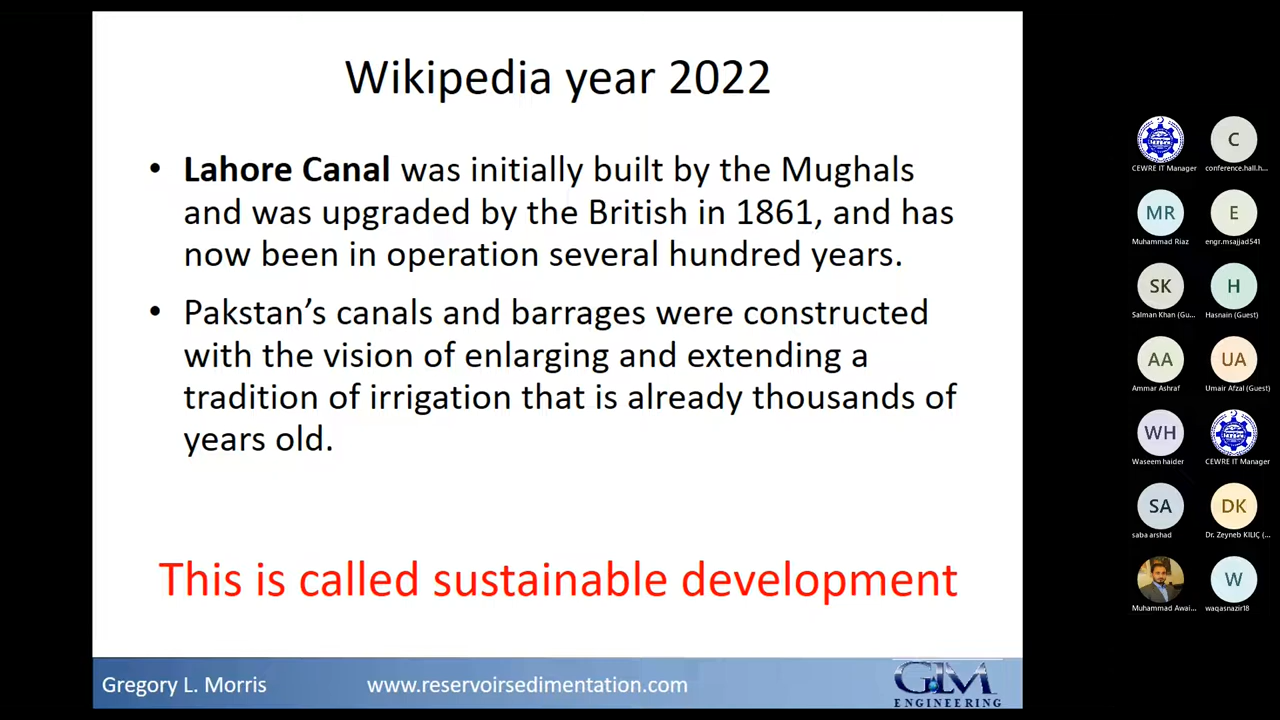 Wikipedia year 2022
• Lahore Canal was initially built by the Mughals
and was upgraded by the British in 1861, and has
now been in operation several hundred years.
• Pakstan’s canals and barrages were constructed
with the vision of enlarging and extending a
tradition of irrigation that is already thousands of
years old.
This is called sustainable development
Gregory L. Morris
www.reservoirsedimentation.com
GLM
ENGINEERING
C
CEWRE IT Manager
conference.hall.h...
MR
E
Muhammad Riaz
engr.msajjad541
SK
H
Salman Khan (Gu...
Hasnain (Guest)
AA
UA
Ammar Ashraf
Umair Afzal (Guest)
WH
Waseem haider
CEWRE IT Manager
SA
DK
saba arshad
Dr. Zeyneb KILIÇ (...
W
Muhammad Awai...
waqasnazir18